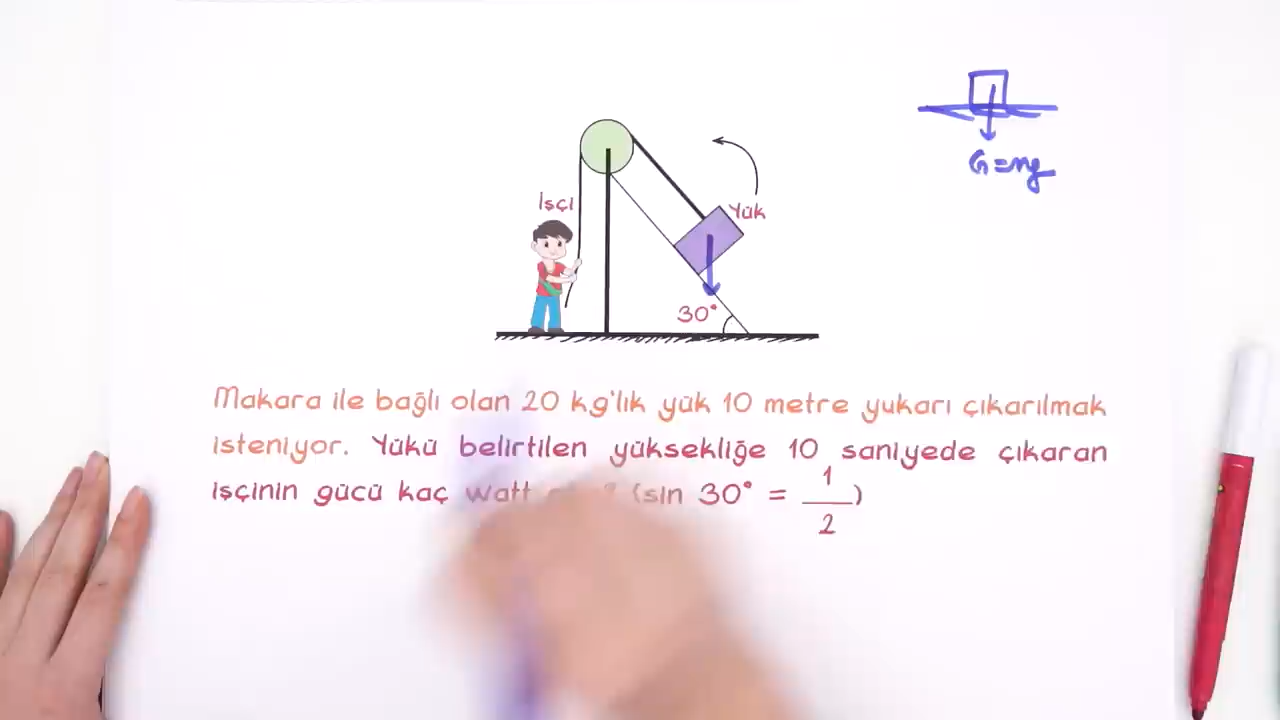 G=mg
İşçi
Yük
30°
Makara ile bağlı olan 20 kg'lık yük 10 metre yukarı çıkarılmak
isteniyor. Yükü belirtilen yüksekliğe 10 saniyede çıkaran
işçinin gücü kaç watt (sin 30° = 1/2)